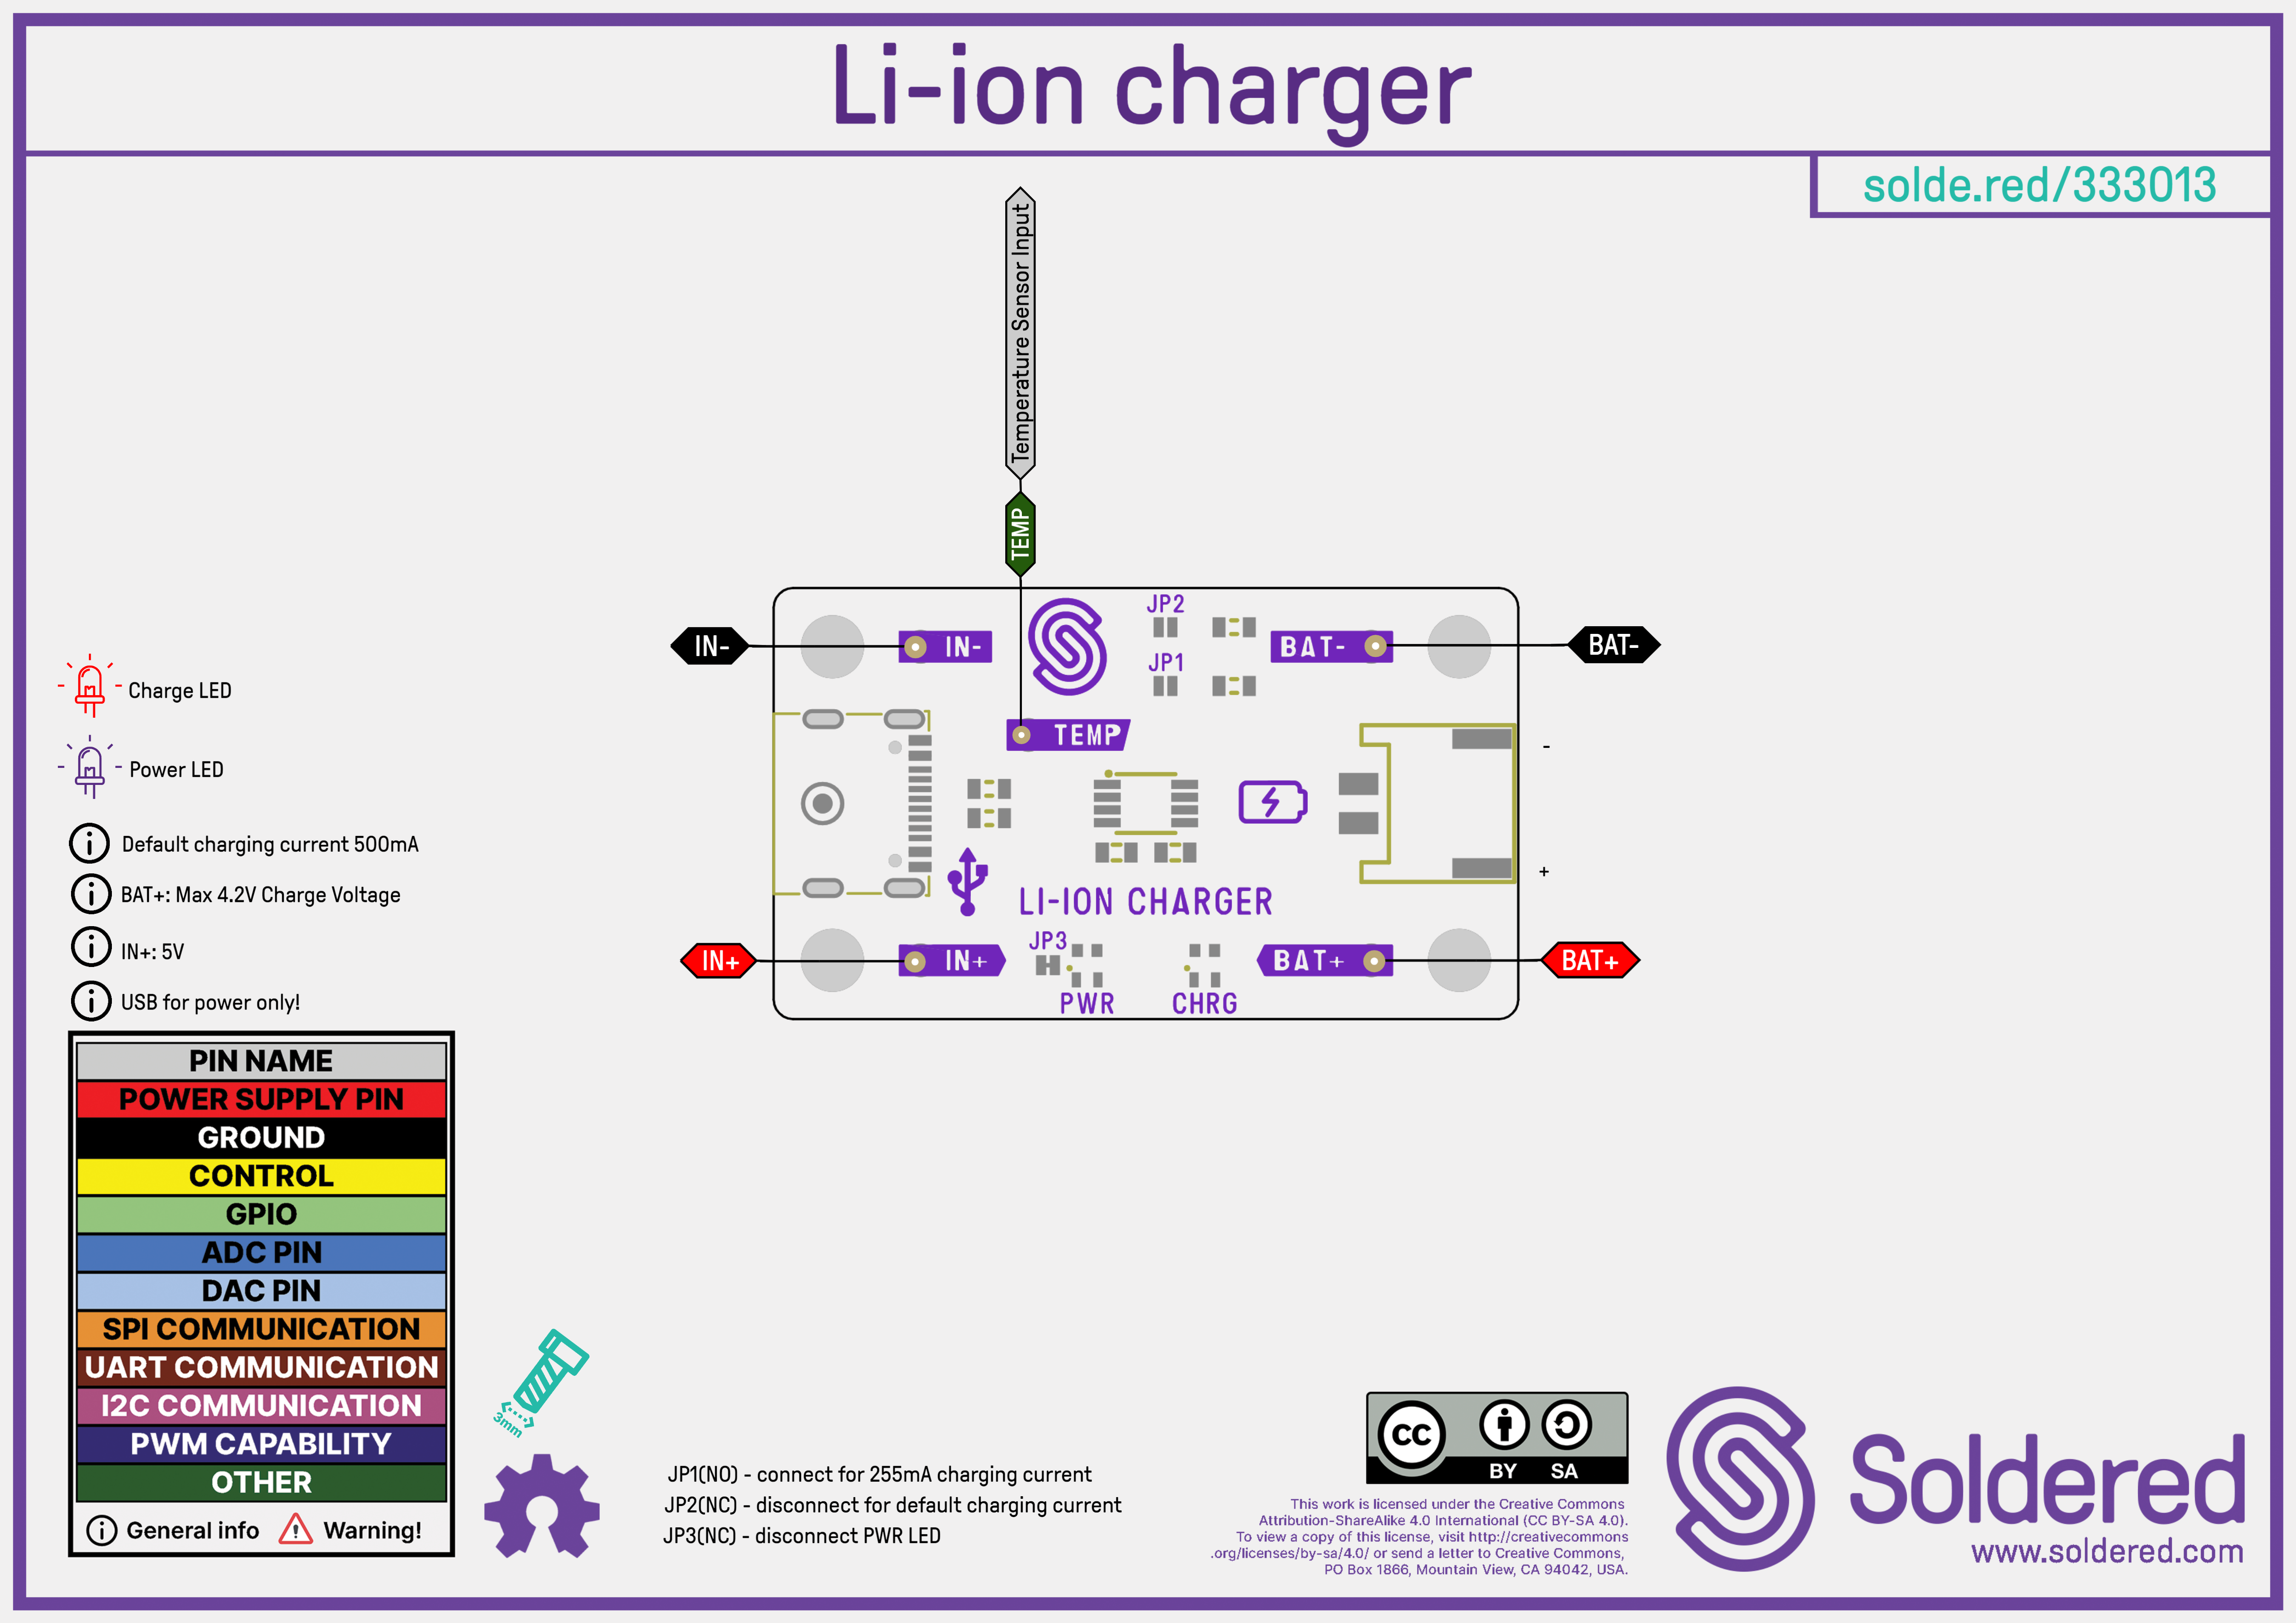 Li-ion charger
solde.red/333013
Temperature Sensor Input
TEMP
IN-
IN-
JP2
JP1
BAT-
BAT-
TEMP
-
+
LI-ION CHARGER
IN+
IN+
JP3
PWR
CHRG
BAT+
BAT+
Charge LED
Power LED
Default charging current 500mA
BAT+: Max 4.2V Charge Voltage
IN+: 5V
USB for power only!
PIN NAME
POWER SUPPLY PIN
GROUND
CONTROL
GPIO
ADC PIN
DAC PIN
SPI COMMUNICATION
UART COMMUNICATION
I2C COMMUNICATION
PWM CAPABILITY
OTHER
General info
Warning!
3mm
JP1(NO) - connect for 255mA charging current
JP2(NC) - disconnect for default charging current
JP3(NC) - disconnect PWR LED
CC
BY SA
This work is licensed under the Creative Commons
Attribution-ShareAlike 4.0 International (CC BY-SA 4.0).
To view a copy of this license, visit http://creativecommons
.org/licenses/by-sa/4.0/ or send a letter to Creative Commons,
PO Box 1866, Mountain View, CA 94042, USA.
Soldered
www.soldered.com